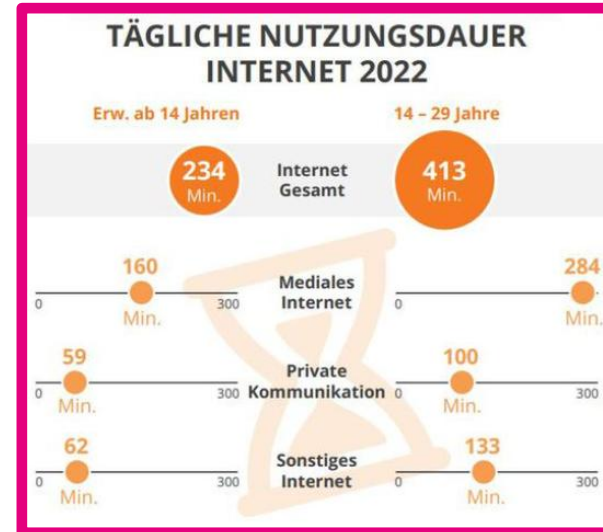 TÄGLICHE NUTZUNGSDAUER
INTERNET 2022
Erw. ab 14 Jahren
14 – 29 Jahre
234
Min.
Internet
Gesamt
413
Min.
160
Min.
0
300
Mediales
Internet
284
Min.
0
59
Min.
0
300
Private
Kommunikation
100
Min.
0
300
62
Min.
0
300
Sonstiges
Internet
133
Min.
0
300